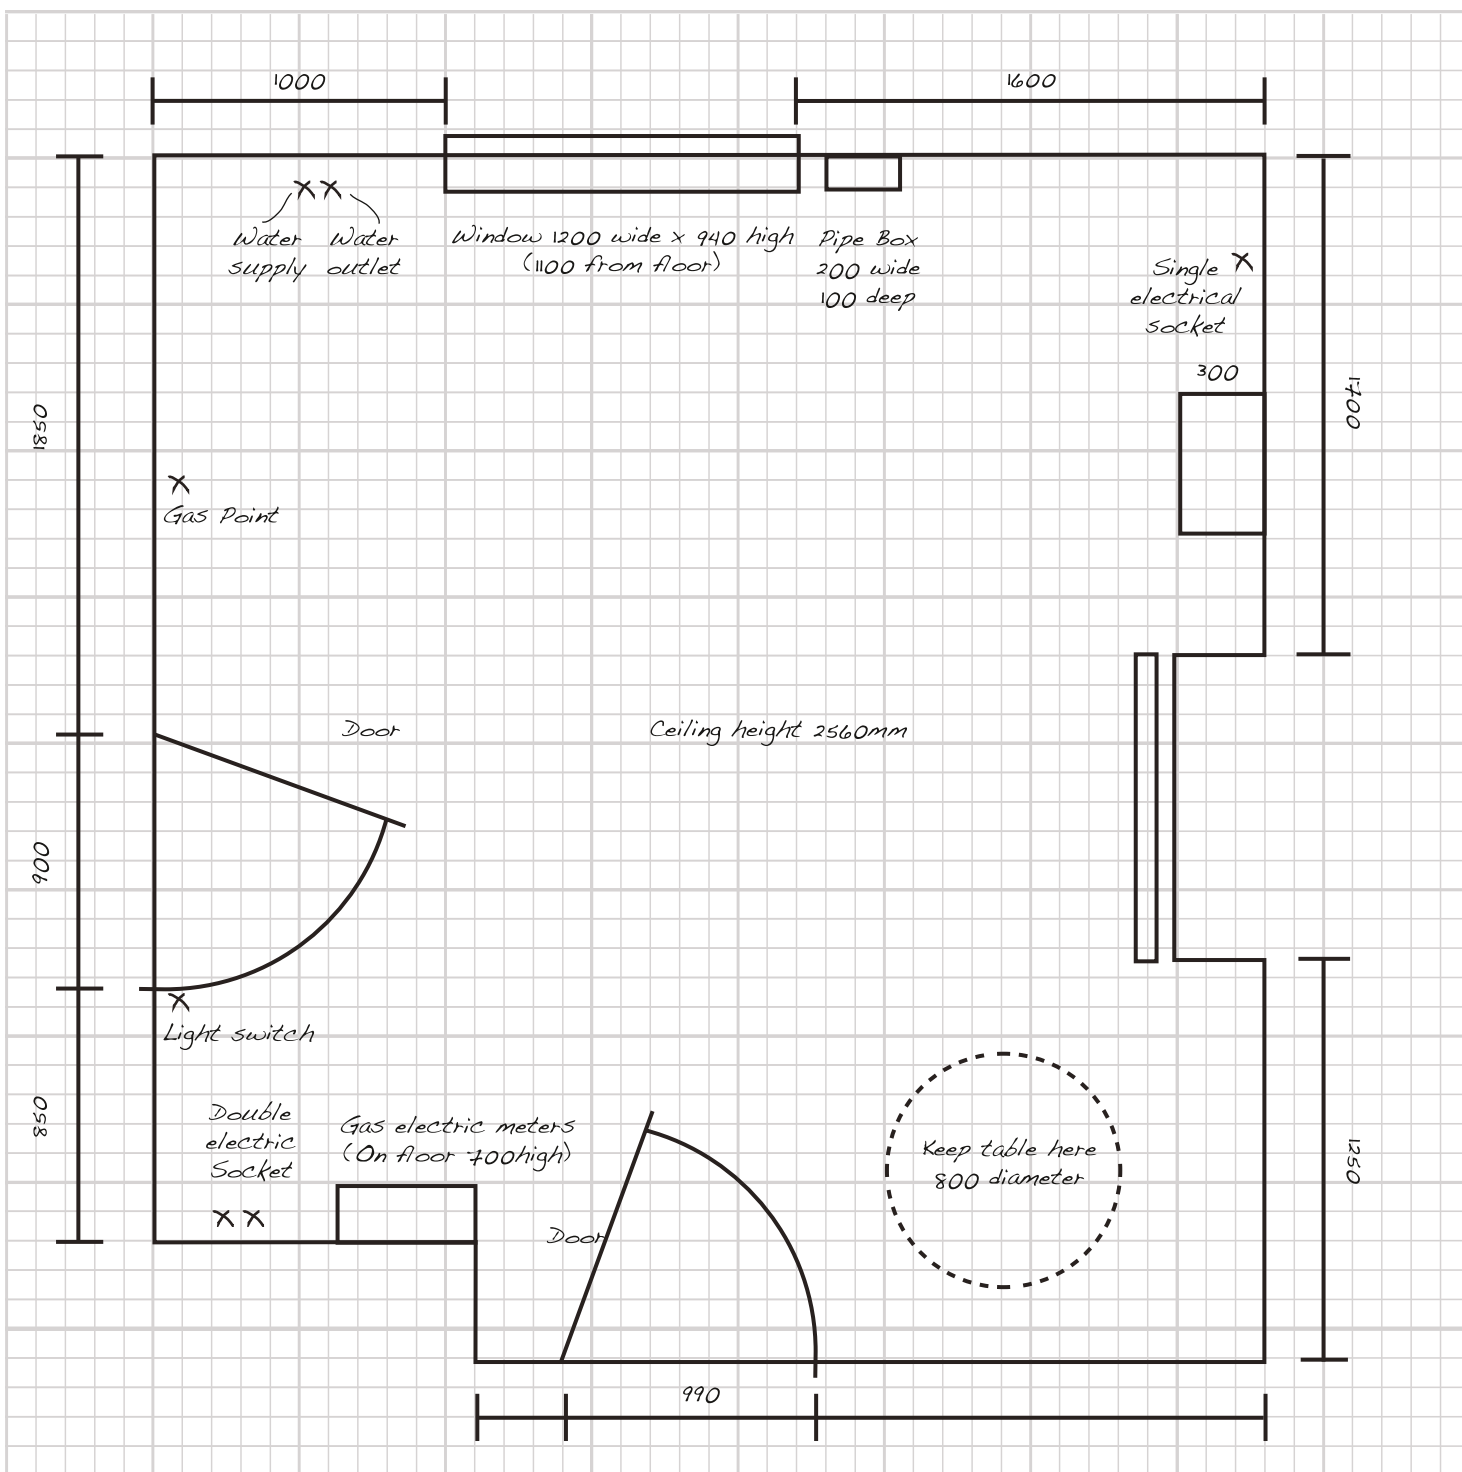 1000
1600
Water Water
supply outlet
Window 1200 wide x 940 high
(1100 from floor)
Pipe Box
200 wide
100 deep
Single
electrical
socket
300
1850
1700
Gas Point
Door
Ceiling height 2560mm
900
Light switch
850
Double
electric
Socket
Gas electric meters
(On floor 700high)
Door
Keep table here
800 diameter
1250
990